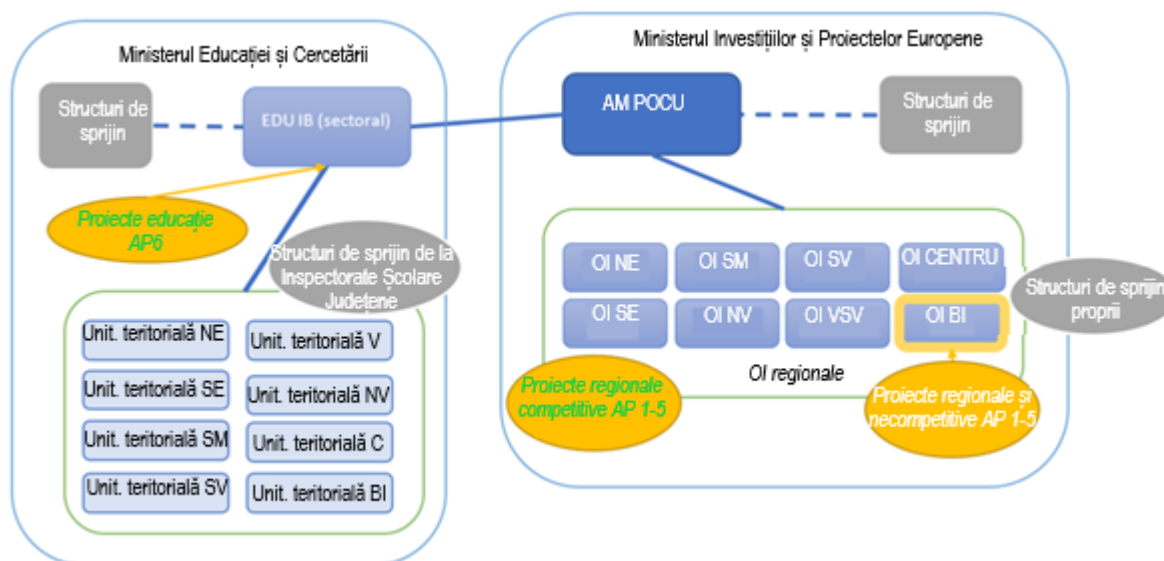 Ministerul Educației și Cercetării
Structuri de
sprijin
EDU IB (sectoral)
Proiecte educație
AP6
Structuri de sprijin de la
Inspectorate Școlare
Județene
Unit. teritorială NE
Unit. teritorială V
Unit. teritorială SE
Unit. teritorială NV
Unit. teritorială SM
Unit. teritorială C
Unit. teritorială SV
Unit. teritorială BI
Ministerul Investițiilor și Proiectelor Europene
AM POCU
Structuri de
sprijin
OI NE
OI SM
OI SV
OI CENTRU
OI SE
OI NV
OI VSV
OI BI
Structuri de sprijin
proprii
OI regionale
Proiecte regionale
competitive AP 1-5
Proiecte regionale și
necompetitive AP 1-5